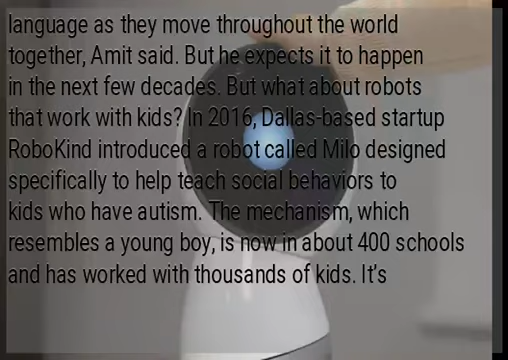 language as they move throughout the world
together, Amit said. But he expects it to happen
in the next few decades. But what about robots
that work with kids? In 2016, Dallas-based startup
RoboKind introduced a robot called Milo designed
specifically to help teach social behaviors to
kids who have autism. The mechanism, which
resembles a young boy, is now in about 400 schools
and has worked with thousands of kids. It's